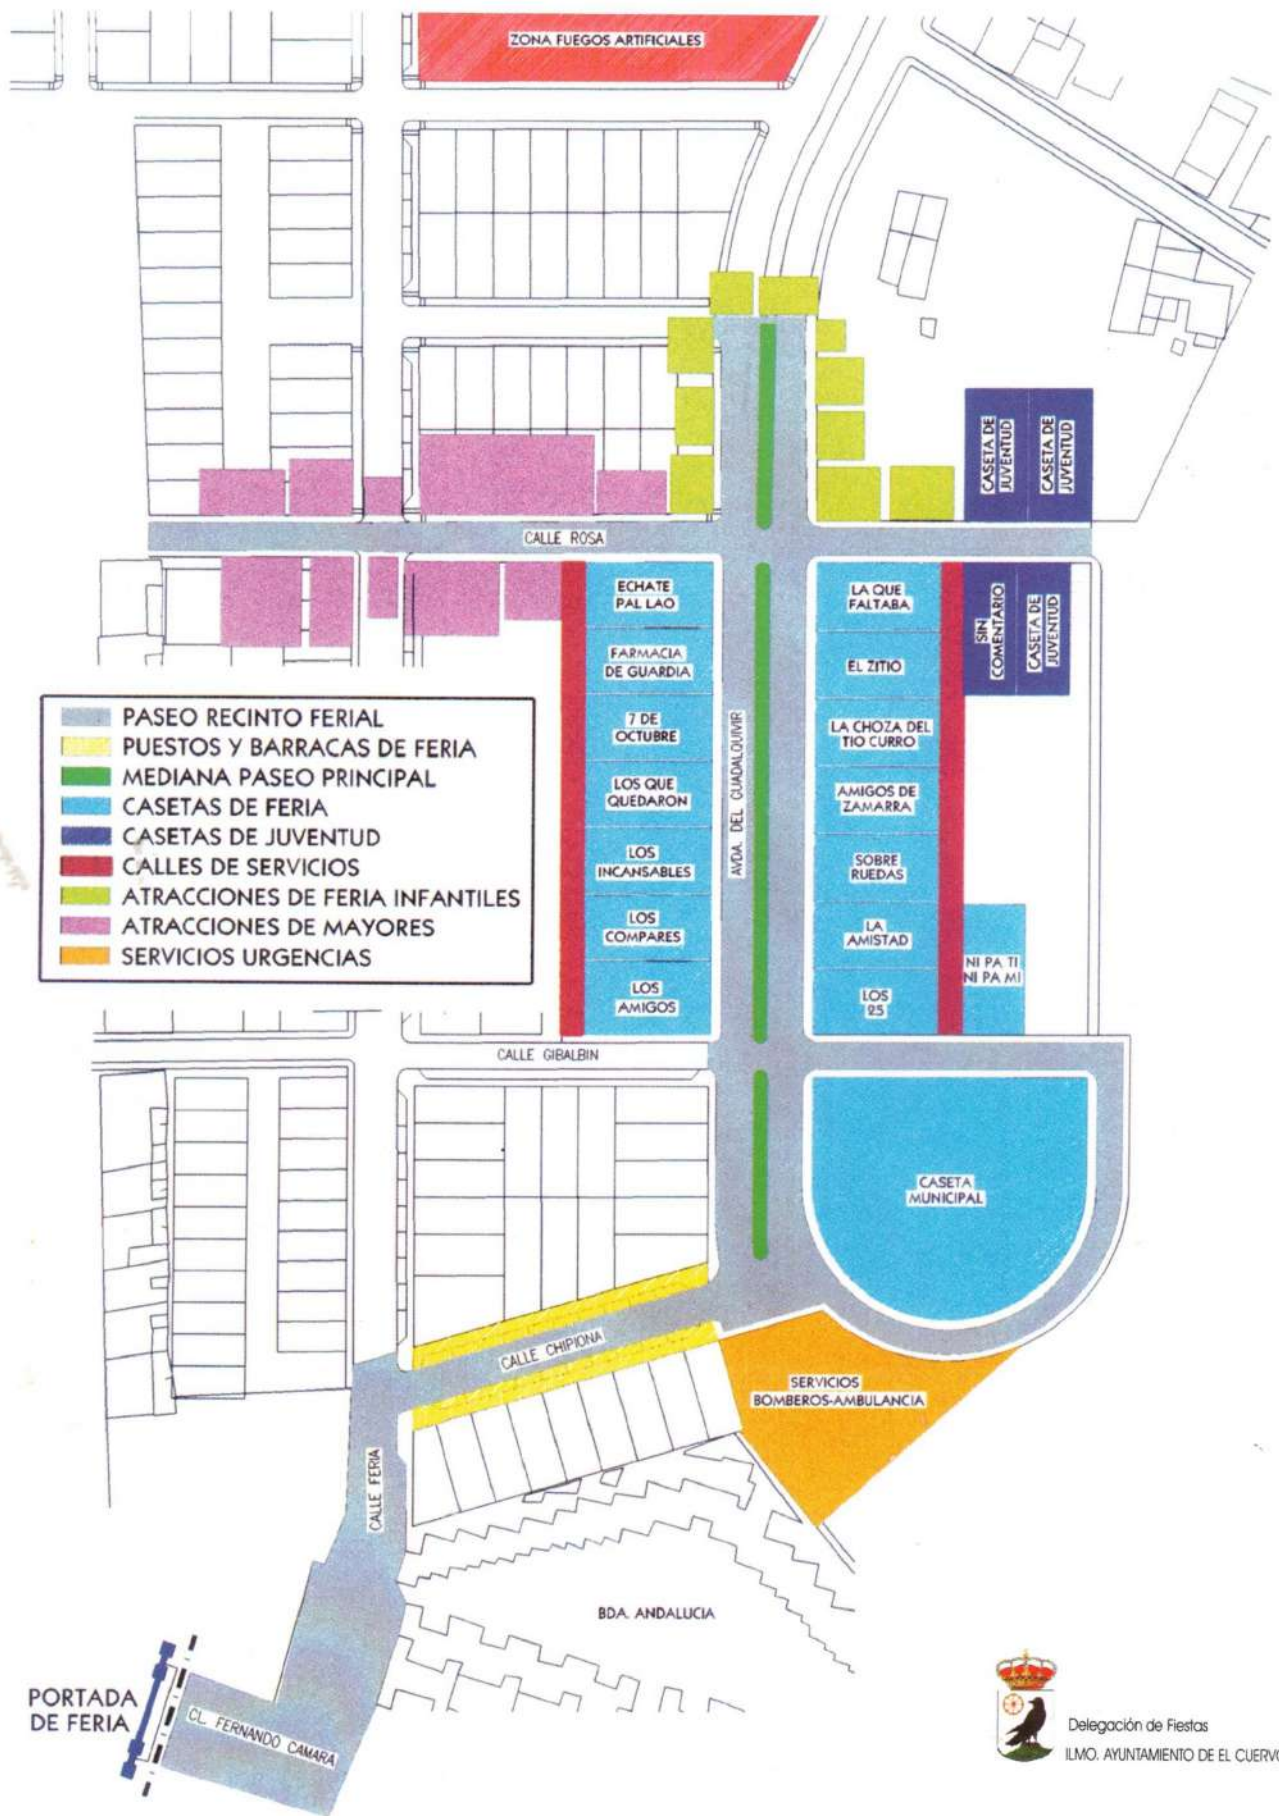 ZONA FUEGOS ARTIFICIALES
CASETA DE
JUVENTUD
CASETA DE
JUVENTUD
CALLE ROSA
ECHATE
PAL LAO
LA QUE
FALTABA
SIN
COMENTARIO
CASETA DE
JUVENTUD
FARMACIA
DE GUARDIA
EL ZITIO
7 DE
OCTUBRE
LA CHOZA DEL
TIO CURRO
LOS QUE
QUEDARON
AMIGOS DE
ZAMARRA
AVDA. DEL GUADALQUIVIR
LOS
INCANSABLES
SOBRE
RUEDAS
LOS
COMPARES
LA
AMISTAD
NI PA TI
NI PA MI
LOS
AMIGOS
LOS
25
PASEO RECINTO FERIAL
PUESTOS Y BARRACAS DE FERIA
MEDIANA PASEO PRINCIPAL
CASETAS DE FERIA
CASETAS DE JUVENTUD
CALLES DE SERVICIOS
ATRACCIONES DE FERIA INFANTILES
ATRACCIONES DE MAYORES
SERVICIOS URGENCIAS
CALLE GIBALBIN
CASETA
MUNICIPAL
CALLE CHIPIONA
SERVICIOS
BOMBEROS-AMBULANCIA
CALLE FERIA
BDA. ANDALUCIA
PORTADA
DE FERIA
CL. FERNANDO CAMARA
Delegación de Fiestas
ILMO. AYUNTAMIENTO DE EL CUERVO